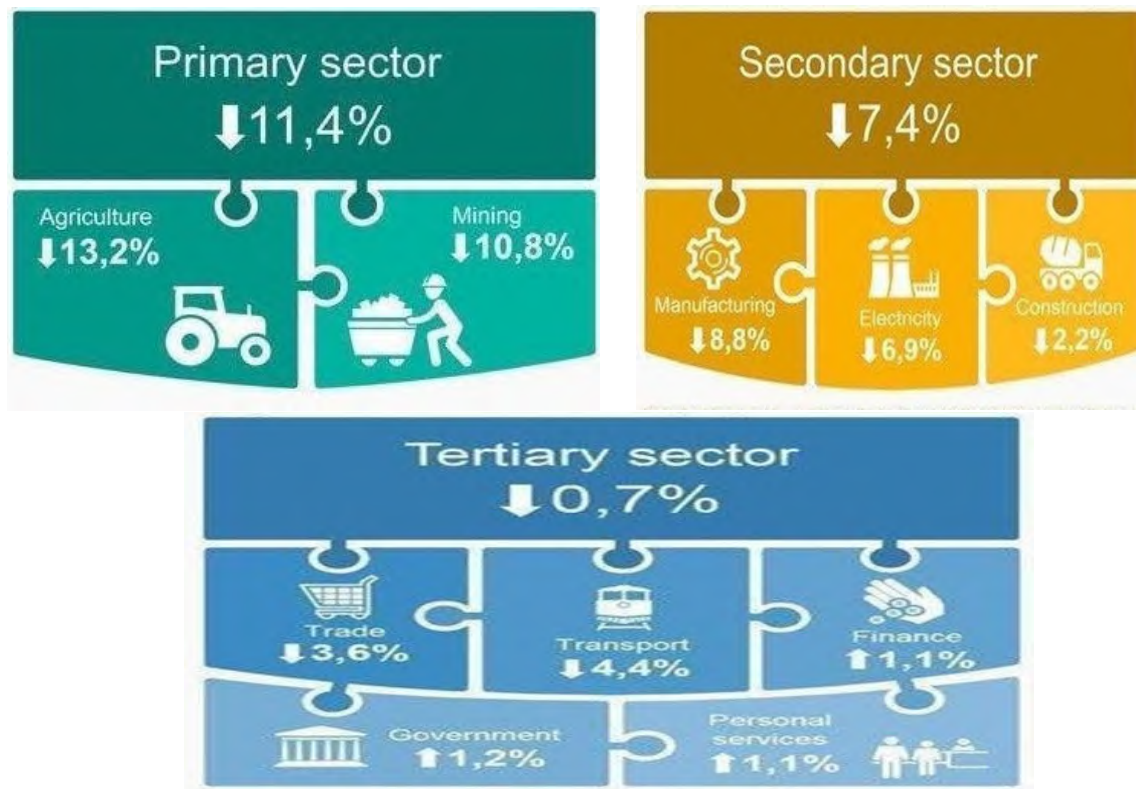 Primary sector
⬇11,4%
Agriculture
⬇13,2%
Mining
⬇10,8%
Secondary sector
⬇7,4%
Manufacturing
⬇8,8%
Electricity
⬇6,9%
Construction
⬇2,2%
Tertiary sector
⬇0,7%
Trade
⬇3,6%
Transport
⬇4,4%
Finance
⬆1,1%
Government
⬆1,2%
Personal
services
⬆1,1%